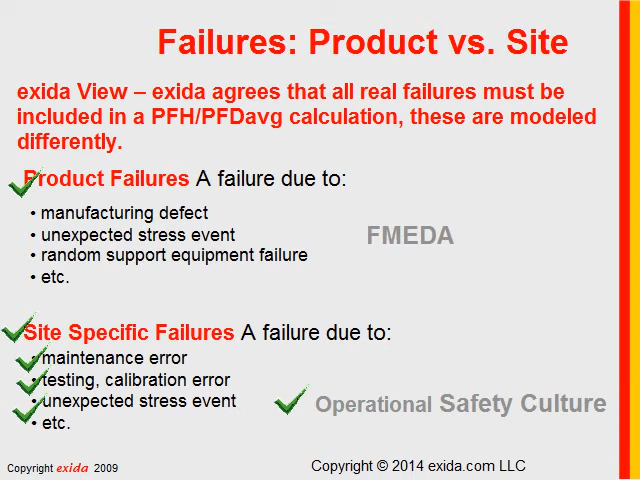 Failures: Product vs. Site
exida View – exida agrees that all real failures must be
included in a PFH/PFDavg calculation, these are modeled
differently.
Product Failures A failure due to:
• manufacturing defect
• unexpected stress event
• random support equipment failure
• etc.
FMEDA
Site Specific Failures A failure due to:
• maintenance error
• testing, calibration error
• unexpected stress event
• etc.
Operational Safety Culture
Copyright exida 2009
Copyright © 2014 exida.com LLC